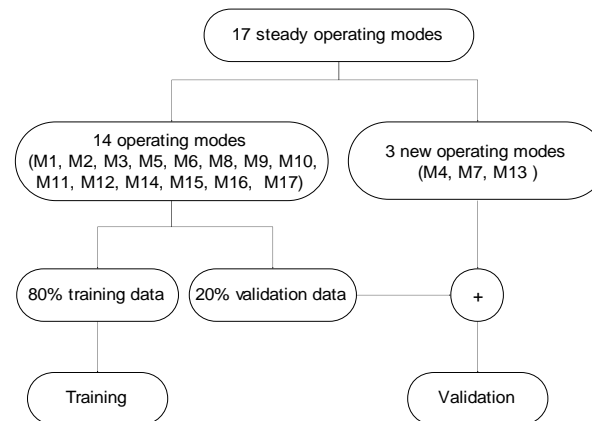 17 steady operating modes
14 operating modes
(M1, M2, M3, M5, M6, M8, M9, M10,
M11, M12, M14, M15, M16, M17)
3 new operating modes
(M4, M7, M13 )
80% training data
20% validation data
+
Training
Validation